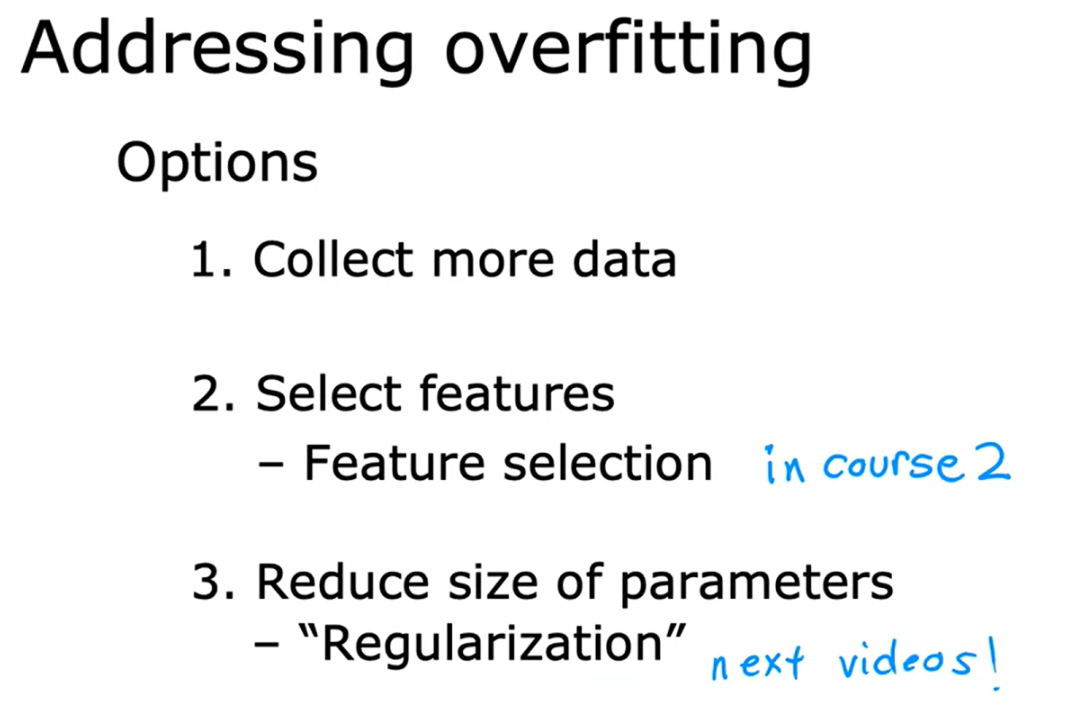 Addressing overfitting
Options
1. Collect more data
2. Select features
– Feature selection in course 2
3. Reduce size of parameters
– “Regularization” next videos!